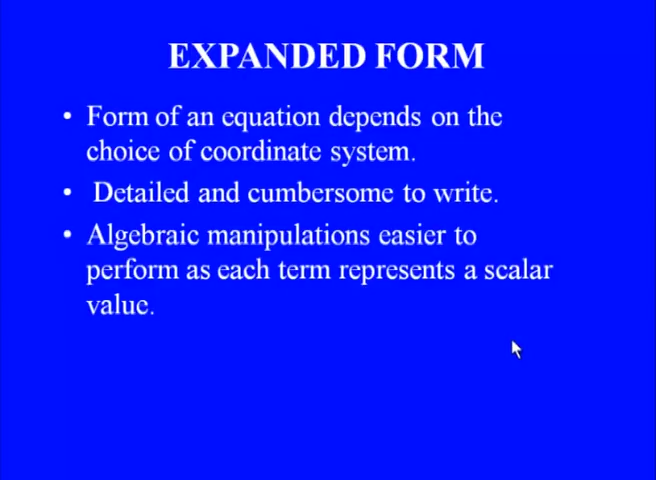 EXPANDED FORM
• Form of an equation depends on the
choice of coordinate system.
• Detailed and cumbersome to write.
• Algebraic manipulations easier to
perform as each term represents a scalar
value.